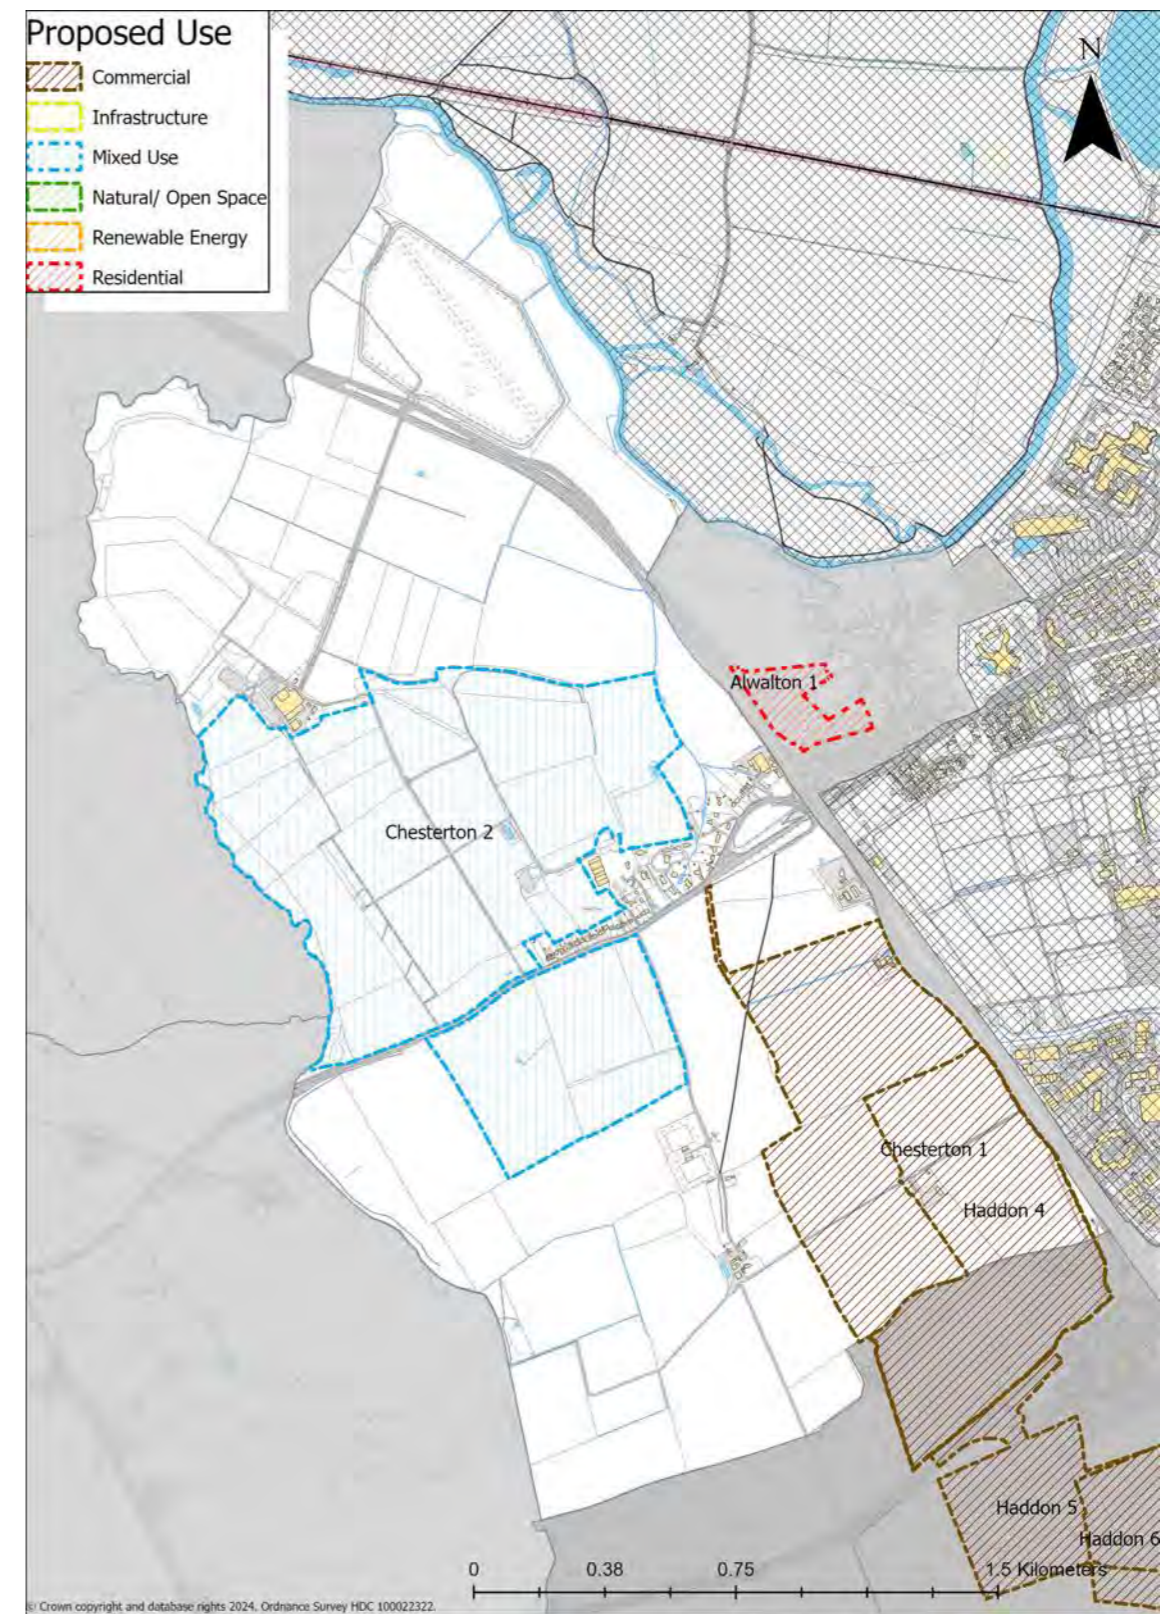 Proposed Use
Commercial
Infrastructure
Mixed Use
Natural/ Open Space
Renewable Energy
Residential
N
Alwalton 1
Chesterton 2
Chesterton 1
Haddon 4
Haddon 5
Haddon 6
0 0.38 0.75 1.5 Kilometers
© Crown copyright and database rights 2024. Ordnance Survey HDC 100022322.